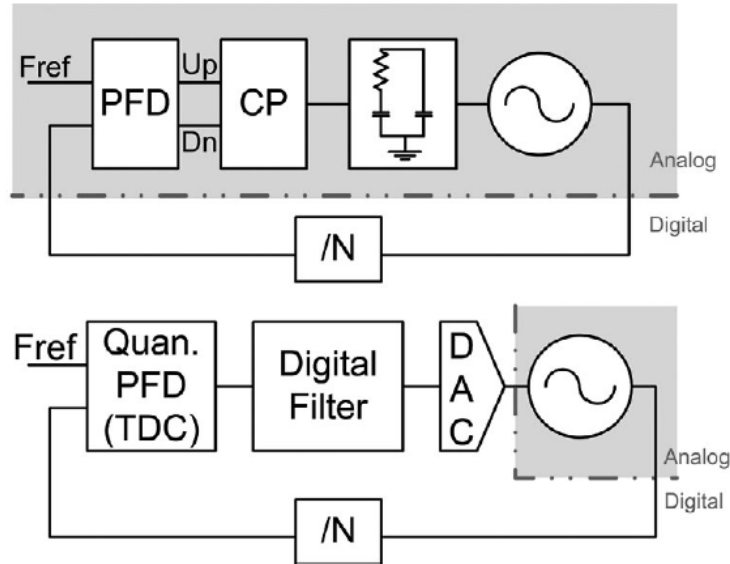 Fref
PFD
Up
Dn
CP
Analog
Digital
/N
Fref
Quan.
PFD
(TDC)
Digital
Filter
D
A
C
Analog
Digital
/N